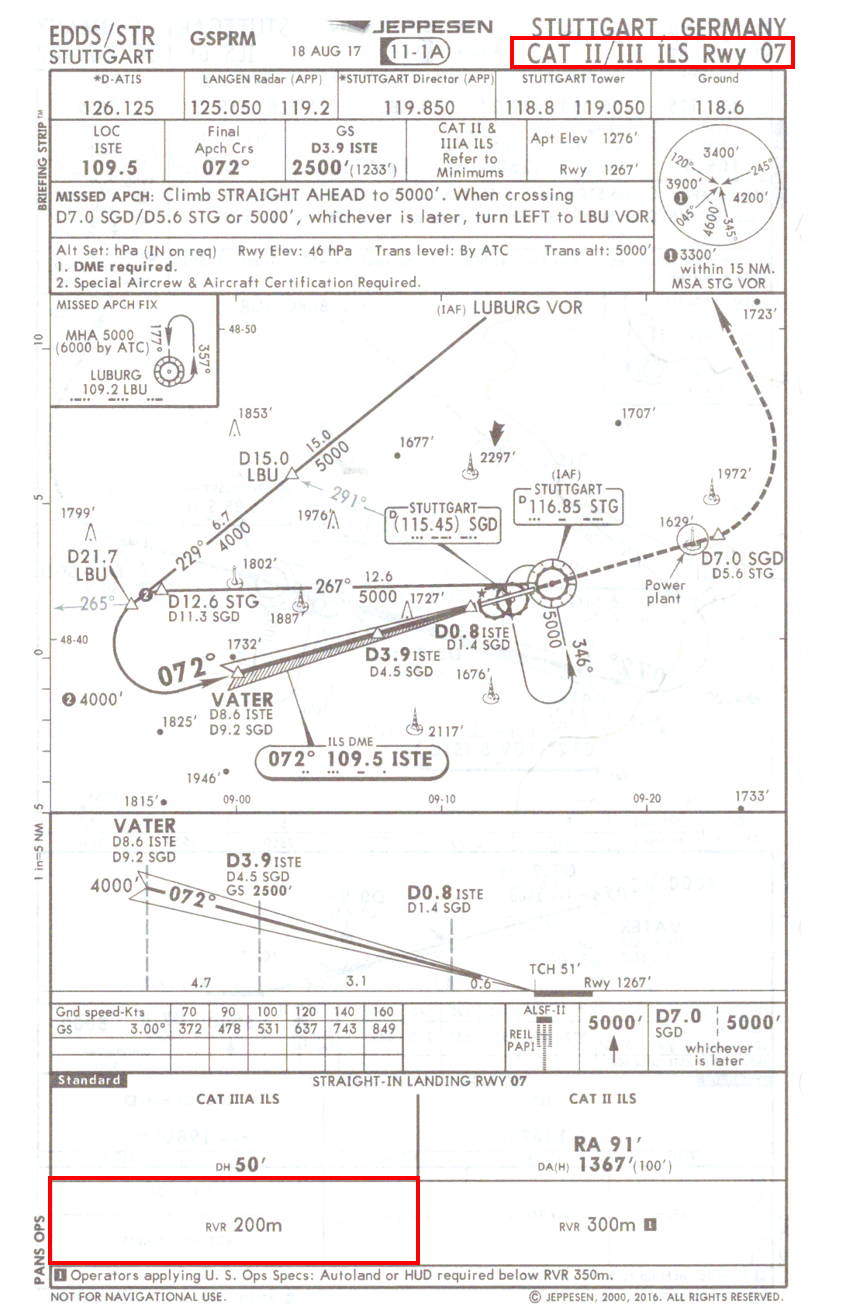 EDDS/STR
STUTTGART
GSPRM
18 AUG 17
JEPPESEN
11-1A
STUTTGART, GERMANY
CAT II/III ILS Rwy 07
BRIEFING STRIP™
*D-ATIS
126.125
LANGEN Radar (APP)
125.050 119.2
*STUTTGART Director (APP)
119.850
STUTTGART Tower
118.8 119.050
Ground
118.6
LOC
ISTE
109.5
Final
Apch Crs
072°
GS
D3.9 ISTE
2500'(1233')
CAT II &
IIIA ILS
Refer to
Minimums
Apt Elev 1276'
Rwy 1267'
MISSED APCH: Climb STRAIGHT AHEAD to 5000'. When crossing
D7.0 SGD/D5.6 STG or 5000', whichever is later, turn LEFT to LBU VOR.
Alt Set: hPa (IN on req) Rwy Elev: 46 hPa Trans level: By ATC Trans alt: 5000'
1. DME required.
2. Special Aircrew & Aircraft Certification Required.
3400'
120°
245°
3900'
1
4200'
045°
4600'
345°
1 3300'
within 15 NM.
MSA STG VOR
MISSED APCH FIX
MHA 5000
(6000 by ATC)
177°
357°
LUBURG
109.2 LBU
48-50
(IAF) LUBURG VOR
1723'
10
1853'
1707'
15.0
5000
1677'
2297'
D15.0
LBU
291°
(IAF)
STUTTGART
D 116.85 STG
1972'
5
STUTTGART
D (115.45) SGD
1799'
6.7
229°
4000
1976'
1629'
D21.7
LBU
1802'
D7.0 SGD
D5.6 STG
267°
12.6
5000
Power
plant
265°
2
D12.6 STG
D11.3 SGD
1887'
1727'
48-40
0
1732'
D0.8 ISTE
D1.4 SGD
5000
346°
D3.9 ISTE
D4.5 SGD
072°
1676'
2 4000'
VATER
D8.6 ISTE
D9.2 SGD
1825'
2117'
ILS DME
072° 109.5 ISTE
1946'
1815'
09-00
09-10
09-20
1733'
5
1 in=5 NM
VATER
D8.6 ISTE
D9.2 SGD
D3.9 ISTE
D4.5 SGD
GS 2500'
D0.8 ISTE
D1.4 SGD
4000'
072°
TCH 51'
Rwy 1267'
4.7
3.1
0.6
Gnd speed-Kts 70 90 100 120 140 160
GS 3.00° 372 478 531 637 743 849
ALSF-II
REIL
PAPI
5000'
D7.0
SGD
5000'
whichever
is later
Standard
STRAIGHT-IN LANDING RWY 07
CAT IIIA ILS
CAT II ILS
DH 50'
RA 91'
DA(H) 1367'(100')
RVR 200m
RVR 300m 1
PANS OPS
1 Operators applying U. S. Ops Specs: Autoland or HUD required below RVR 350m.
NOT FOR NAVIGATIONAL USE.
© JEPPESEN, 2000, 2016. ALL RIGHTS RESERVED.